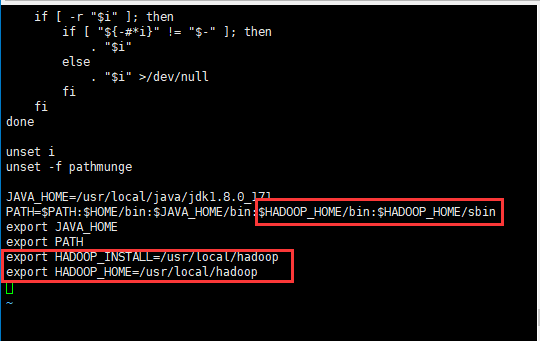 if [ -r "$i" ]; then
if [ "${-#*i}" != "$-" ]; then
. "$i"
else
. "$i" >/dev/null
fi
fi
done
unset i
unset -f pathmunge
JAVA_HOME=/usr/local/java/jdk1.8.0_171
PATH=$PATH:$HOME/bin:$JAVA_HOME/bin:$HADOOP_HOME/bin:$HADOOP_HOME/sbin
export JAVA_HOME
export PATH
export HADOOP_INSTALL=/usr/local/hadoop
export HADOOP_HOME=/usr/local/hadoop
~